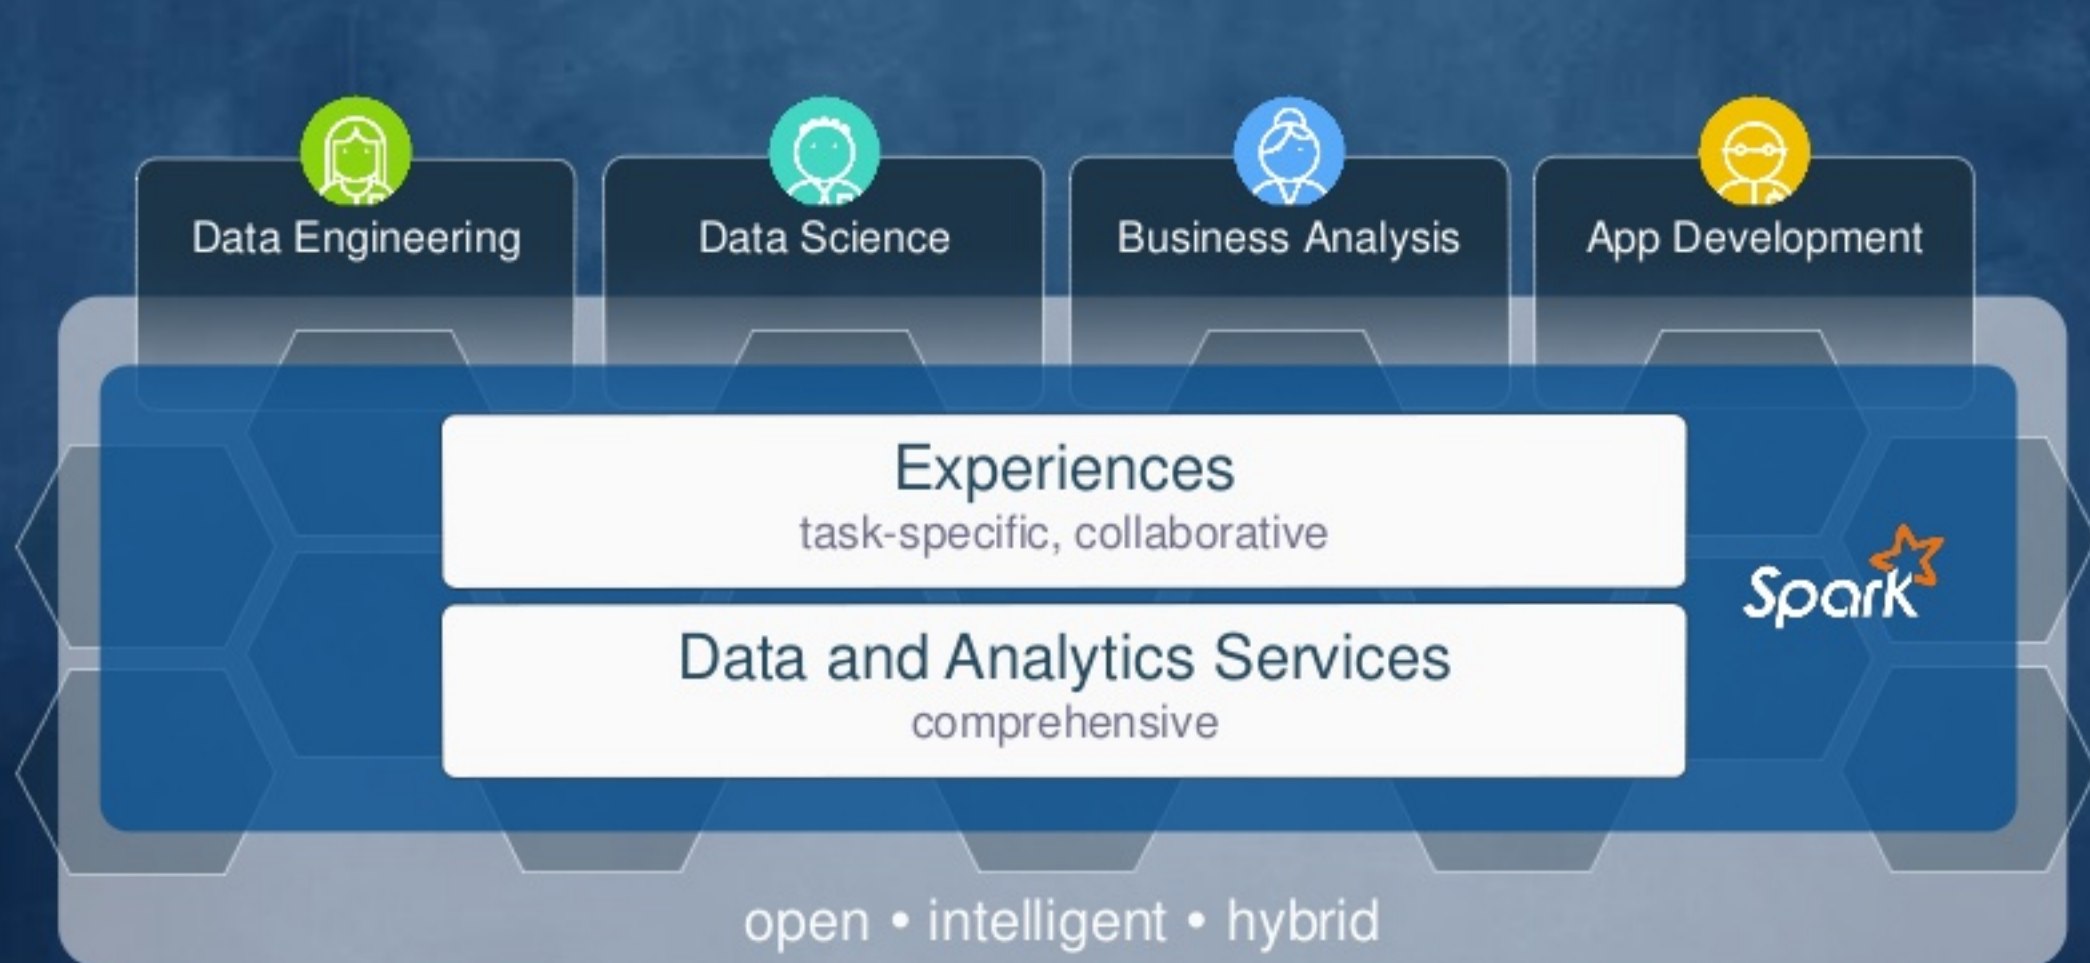 Data Engineering
Data Science
Business Analysis
App Development
Experiences
task-specific, collaborative
Spark
Data and Analytics Services
comprehensive
open • intelligent • hybrid